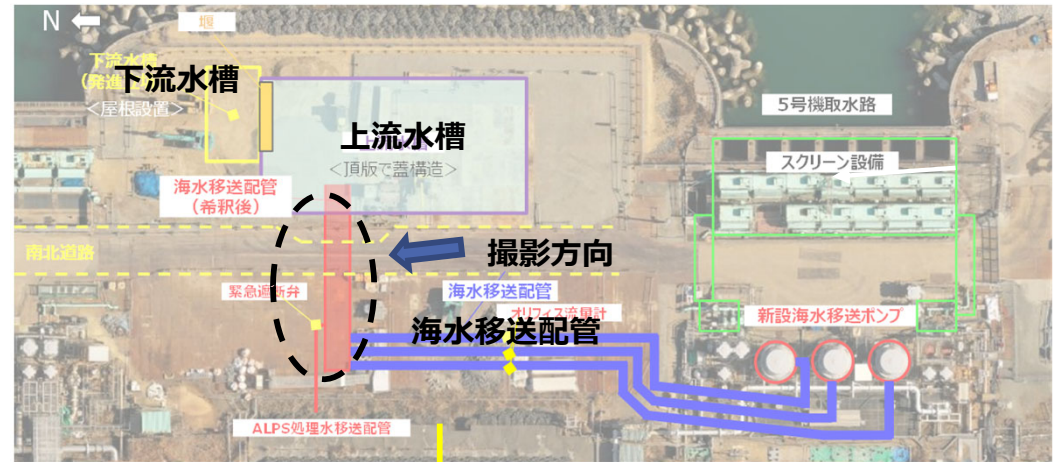 N
堰
下流水槽
下流水槽
<屋根設置>
上流水槽
<頂版で蓋構造>
5号機取水路
スクリーン設備
海水移送配管
(希釈後)
南北道路
撮影方向
緊急遮断弁
海水移送配管
オリフィス流量計
海水移送配管
新設海水移送ポンプ
ALPS処理水移送配管